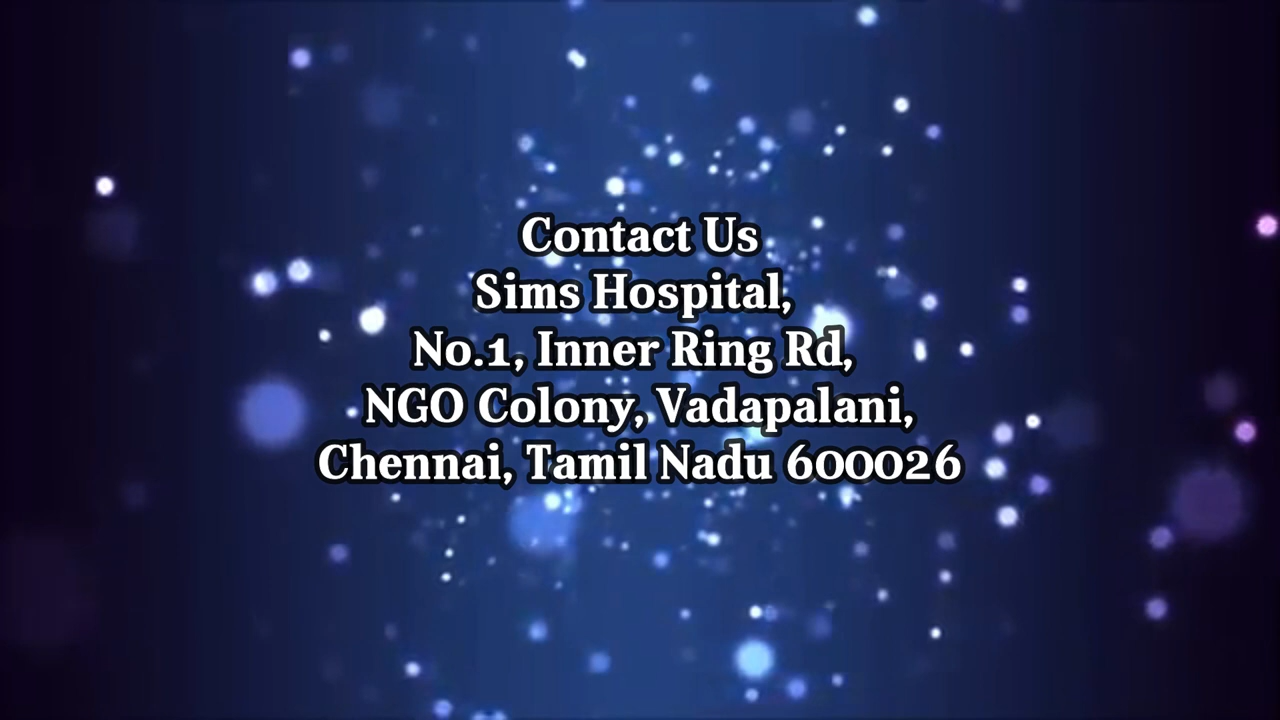 Contact Us
Sims Hospital,
No.1, Inner Ring Rd,
NGO Colony, Vadapalani,
Chennai, Tamil Nadu 600026